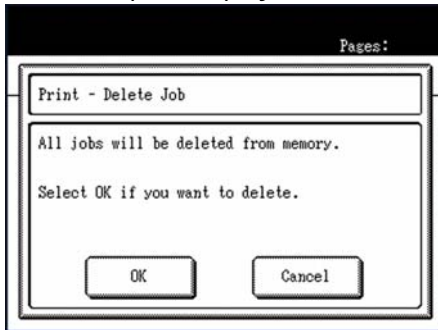 Pages:
Print - Delete Job
All jobs will be deleted from memory.
Select OK if you want to delete.
OK
Cancel